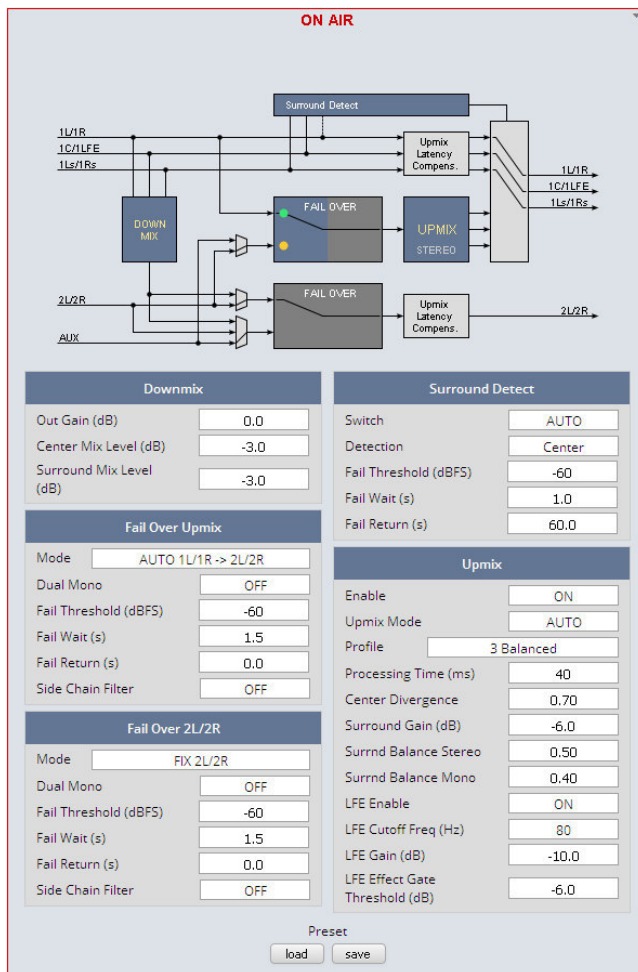 ON AIR
Surround Detect
1L/1R
1C/1LFE
1Ls/1Rs
Upmix
Latency
Compens.
1L/1R
1C/1LFE
1Ls/1Rs
DOWN
MIX
FAIL OVER
UPMIX
STEREO
2L/2R
AUX
FAIL OVER
Upmix
Latency
Compens.
2L/2R
Downmix
Out Gain (dB) 0.0
Center Mix Level (dB) -3.0
Surround Mix Level
(dB) -3.0
Fail Over Upmix
Mode AUTO 1L/1R -> 2L/2R
Dual Mono OFF
Fail Threshold (dBFS) -60
Fail Wait (s) 1.5
Fail Return (s) 0.0
Side Chain Filter OFF
Fail Over 2L/2R
Mode FIX 2L/2R
Dual Mono OFF
Fail Threshold (dBFS) -60
Fail Wait (s) 1.5
Fail Return (s) 0.0
Side Chain Filter OFF
Surround Detect
Switch AUTO
Detection Center
Fail Threshold (dBFS) -60
Fail Wait (s) 1.0
Fail Return (s) 60.0
Upmix
Enable ON
Upmix Mode AUTO
Profile 3 Balanced
Processing Time (ms) 40
Center Divergence 0.70
Surround Gain (dB) -6.0
Surrnd Balance Stereo 0.50
Surrnd Balance Mono 0.40
LFE Enable ON
LFE Cutoff Freq (Hz) 80
LFE Gain (dB) -10.0
LFE Effect Gate
Threshold (dB) -6.0
Preset
load save